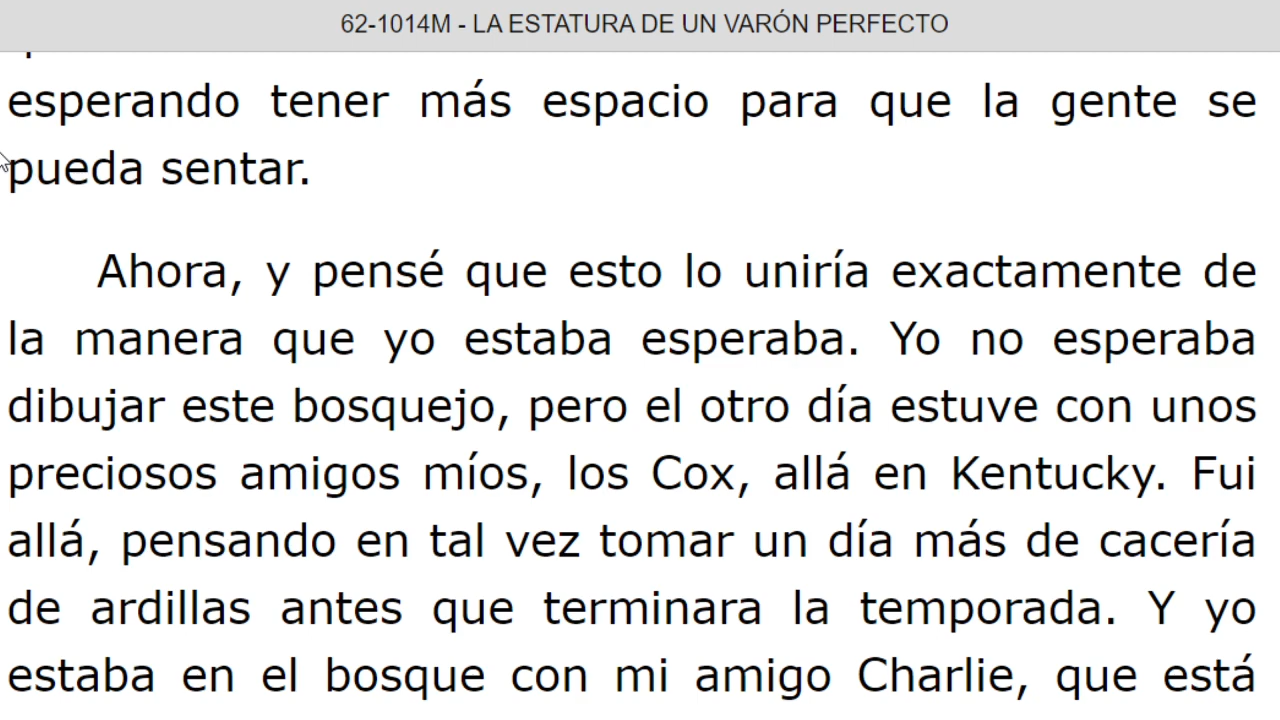 62-1014M - LA ESTATURA DE UN VARÓN PERFECTO
esperando tener más espacio para que la gente se
pueda sentar.
Ahora, y pensé que esto lo uniría exactamente de
la manera que yo estaba esperaba. Yo no esperaba
dibujar este bosquejo, pero el otro día estuve con unos
preciosos amigos míos, los Cox, allá en Kentucky. Fui
allá, pensando en tal vez tomar un día más de cacería
de ardillas antes que terminara la temporada. Y yo
estaba en el bosque con mi amigo Charlie, que está